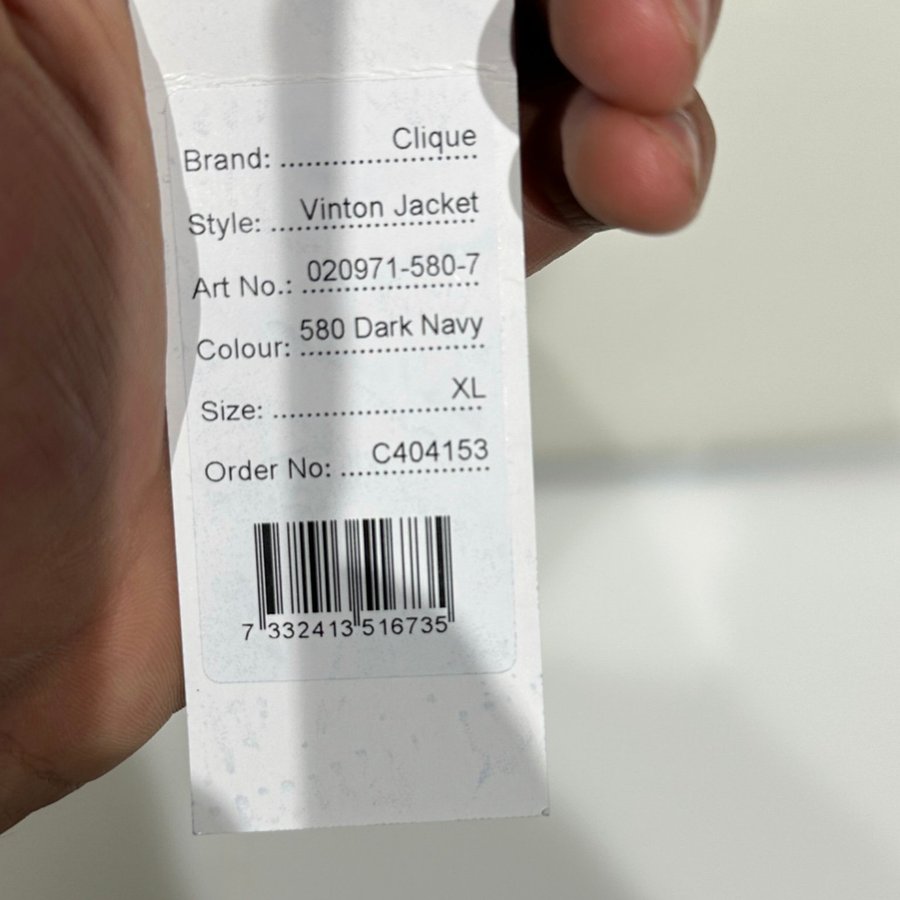 Brand: ........................ Clique
Style: ......................... Vinton Jacket
Art No.: ..................... 020971-580-7
Colour: ..................... 580 Dark Navy
Size: ......................... XL
Order No: ................. C404153
7 332413 516735